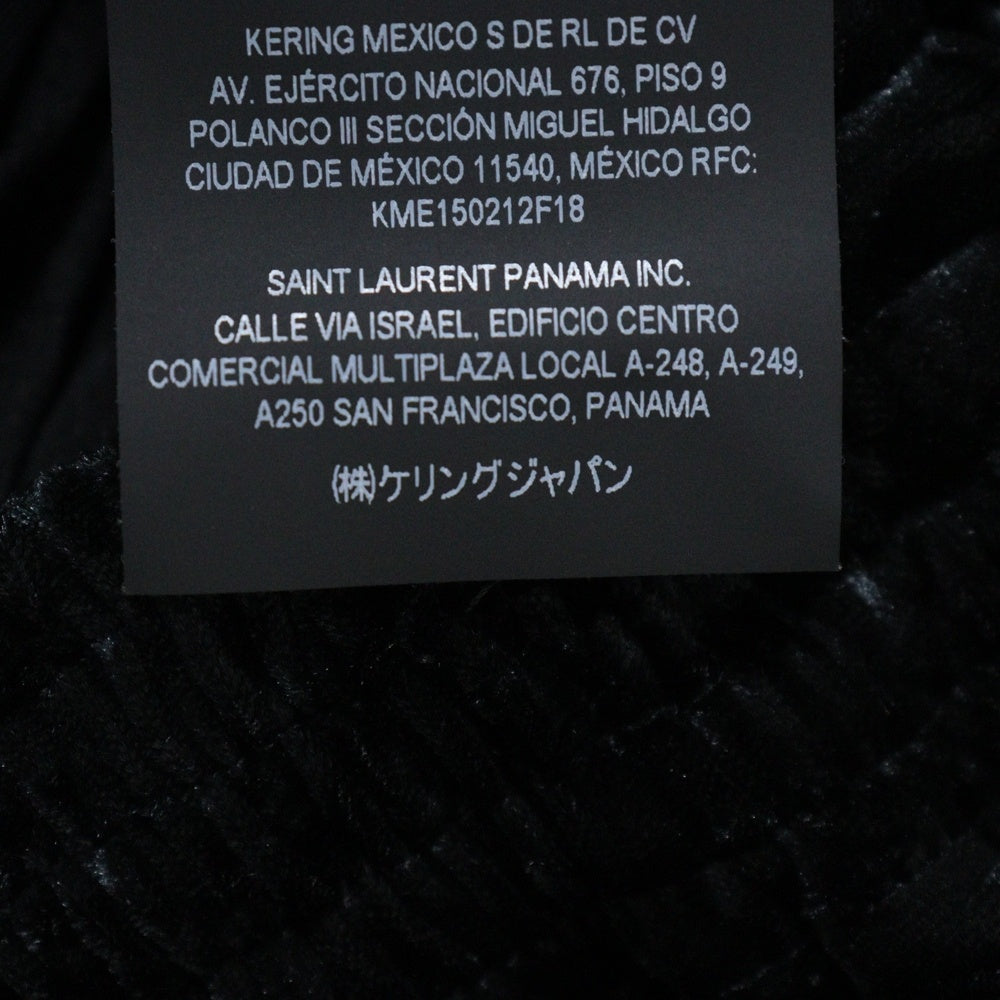 KERING MEXICO S DE RL DE CV
AV. EJÉRCITO NACIONAL 676, PISO 9
POLANCO III SECCIÓN MIGUEL HIDALGO
CIUDAD DE MÉXICO 11540, MÉXICO RFC:
KME150212F18
SAINT LAURENT PANAMA INC.
CALLE VIA ISRAEL, EDIFICIO CENTRO
COMERCIAL MULTIPLAZA LOCAL A-248, A-249,
A250 SAN FRANCISCO, PANAMA
(株)ケリングジャパン